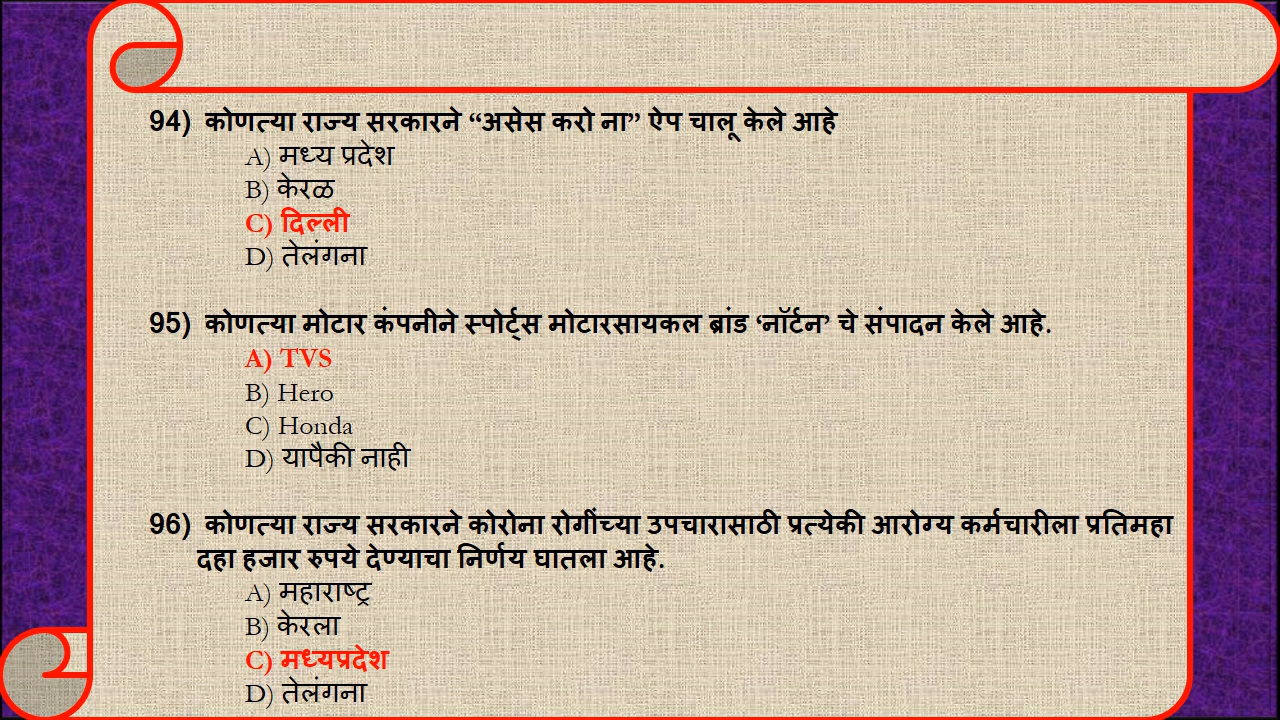 94) कोणत्या राज्य सरकारने “असेस करो ना” ऐप चालू केले आहे
A) मध्य प्रदेश
B) केरळ
C) दिल्ली
D) तेलंगना
95) कोणत्या मोटार कंपनीने स्पोर्ट्स मोटारसायकल ब्रांड ‘नॉर्टन’ चे संपादन केले आहे.
A) TVS
B) Hero
C) Honda
D) यापैकी नाही
96) कोणत्या राज्य सरकारने कोरोना रोगींच्या उपचारासाठी प्रत्येकी आरोग्य कर्मचारीला प्रतिमहा
दहा हजार रुपये देण्याचा निर्णय घातला आहे.
A) महाराष्ट्र
B) केरला
C) मध्यप्रदेश
D) तेलंगना